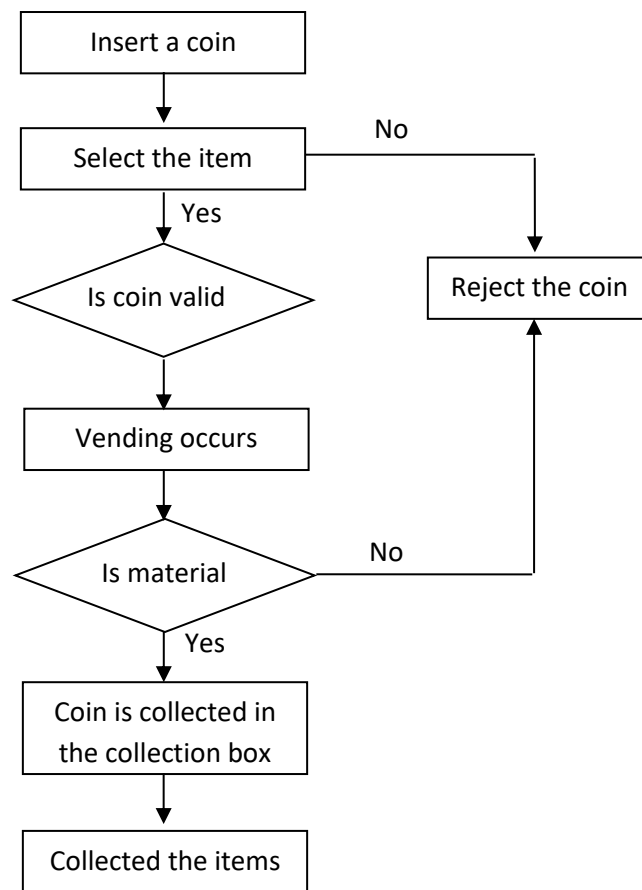 Insert a coin
No
Select the item
Yes
Is coin valid
Reject the coin
Vending occurs
No
Is material
Yes
Coin is collected in
the collection box
Collected the items